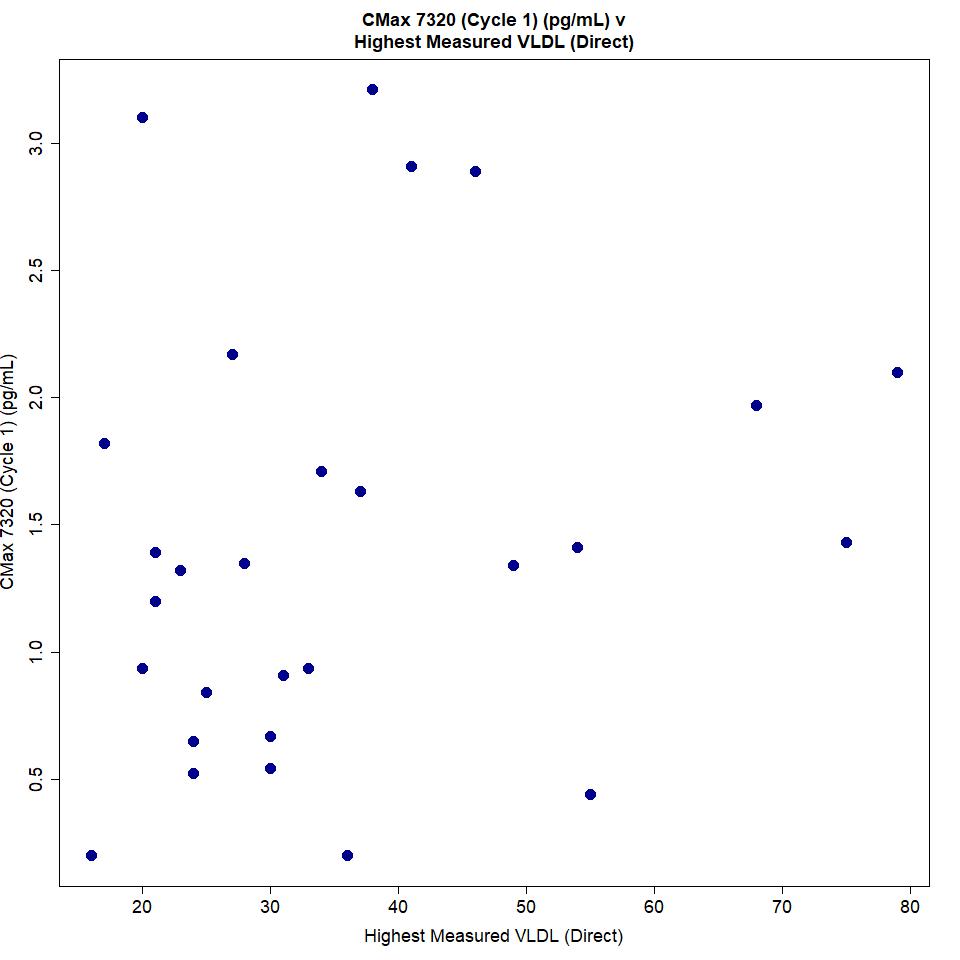 CMax 7320 (Cycle 1) (pg/mL) v
Highest Measured VLDL (Direct)
CMax 7320 (Cycle 1) (pg/mL)
3.0
2.5
2.0
1.5
1.0
0.5
20 30 40 50 60 70 80
Highest Measured VLDL (Direct)